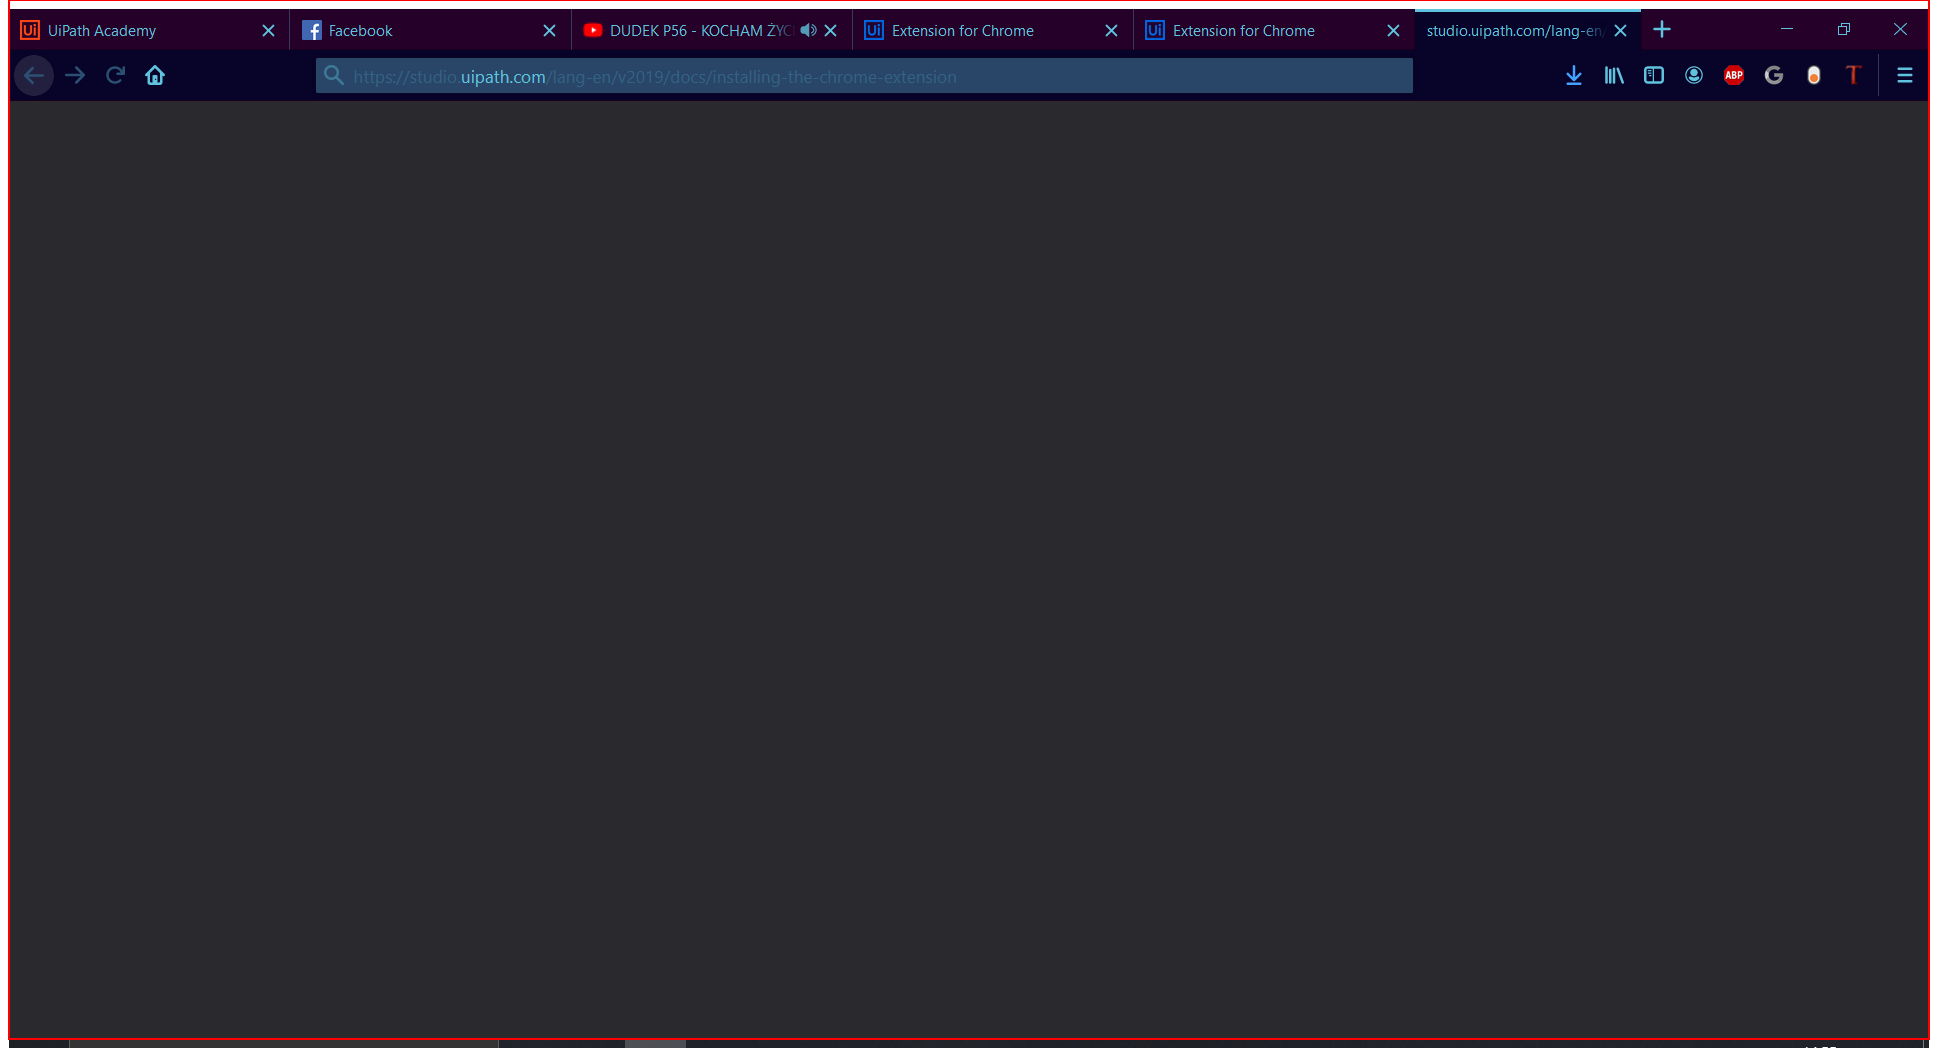 Ui UiPath Academy
Facebook
DUDEK P56 - KOCHAM ŻYC
Ui Extension for Chrome
Ui Extension for Chrome
studio.uipath.com/lang-en/
https://studio.uipath.com/lang-en/v2019/docs/installing-the-chrome-extension
ABP
G
T